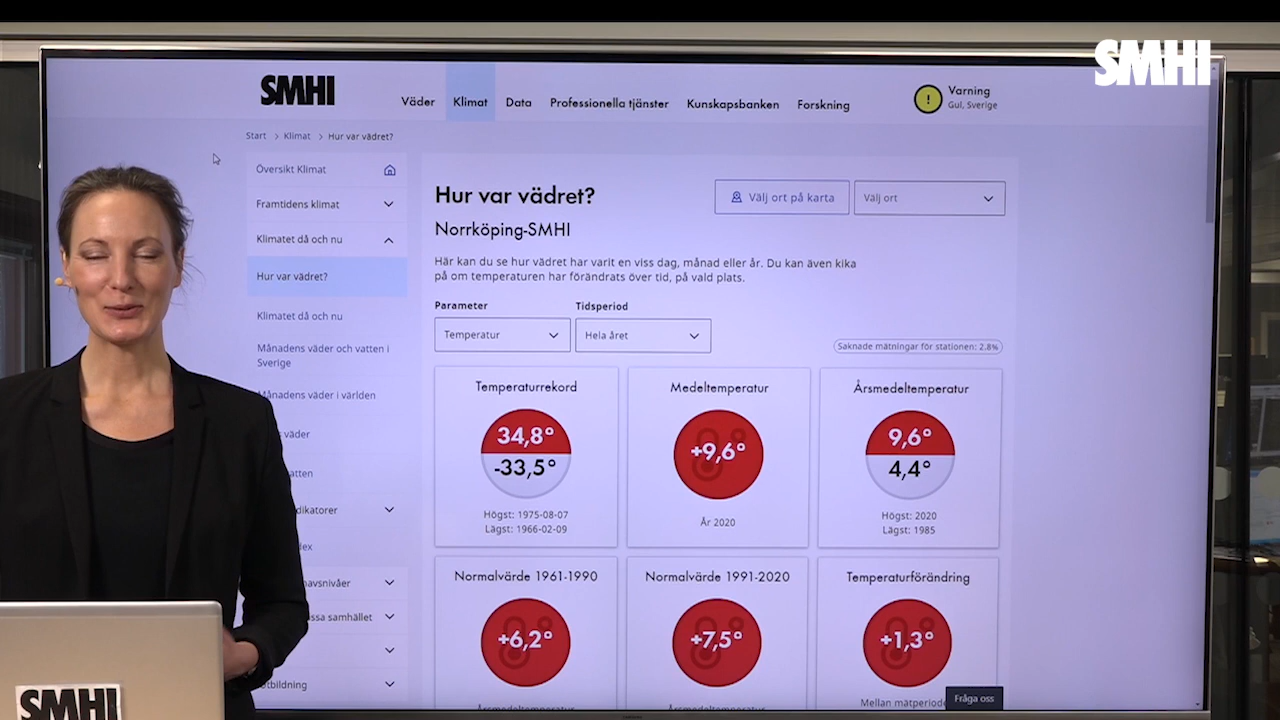 SMHI
SMHI
Väder
Klimat
Data
Professionella tjänster
Kunskapsbanken
Forskning
!
Varning
Gul, Sverige
Start > Klimat > Hur var vädret?
Översikt Klimat
Framtidens klimat
Klimatet då och nu
Hur var vädret?
Klimatet då och nu
Månadens väder och vatten i
Sverige
Månadens väder i världen
väder
Hur var vädret?
Välj ort på karta
Välj ort
Norrköping-SMHI
Här kan du se hur vädret har varit en viss dag, månad eller år. Du kan även kika
på om temperaturen har förändrats över tid, på vald plats.
Parameter
Tidsperiod
Temperatur
Hela året
Saknade mätningar för stationen: 2.8%
Temperaturrekord
34,8°
-33,5°
Högst: 1975-08-07
Lägst: 1966-02-09
Medeltemperatur
+9,6°
År 2020
Årsmedeltemperatur
9,6°
4,4°
Högst: 2020
Lägst: 1985
Normalvärde 1961-1990
+6,2°
Årsmedeltemperatur
Normalvärde 1991-2020
+7,5°
Årsmedeltemperatur
Temperaturförändring
+1,3°
Mellan mätperiode
Fråga oss
atten
dikatorer
lex
havsnivåer
assa samhället
utbildning
SMHI